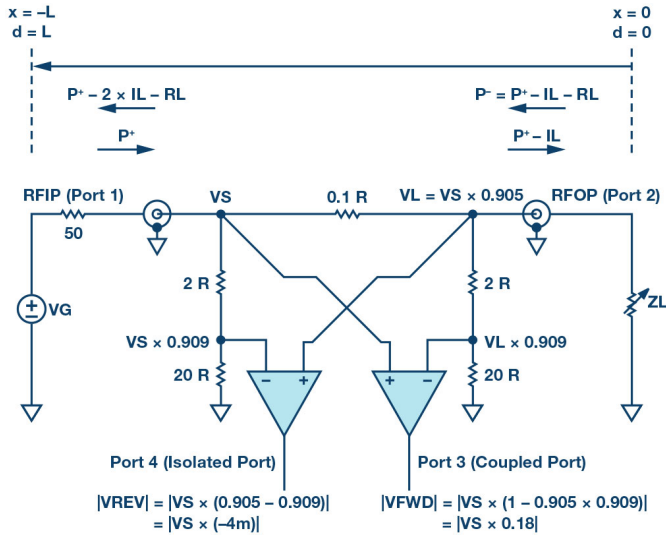 x = –L
d = L
x = 0
d = 0
P+ – 2 × IL – RL
P– = P+ – IL – RL
P+
P+ – IL
RFIP (Port 1)
VS
0.1 R
VL = VS × 0.905
RFOP (Port 2)
50
2 R
2 R
VG
ZL
VS × 0.909
VL × 0.909
20 R
– +
+ –
20 R
Port 4 (Isolated Port)
Port 3 (Coupled Port)
|VREV| = |VS × (0.905 – 0.909)|
= |VS × (–4m)|
|VFWD| = |VS × (1 – 0.905 × 0.909)|
= |VS × 0.18|